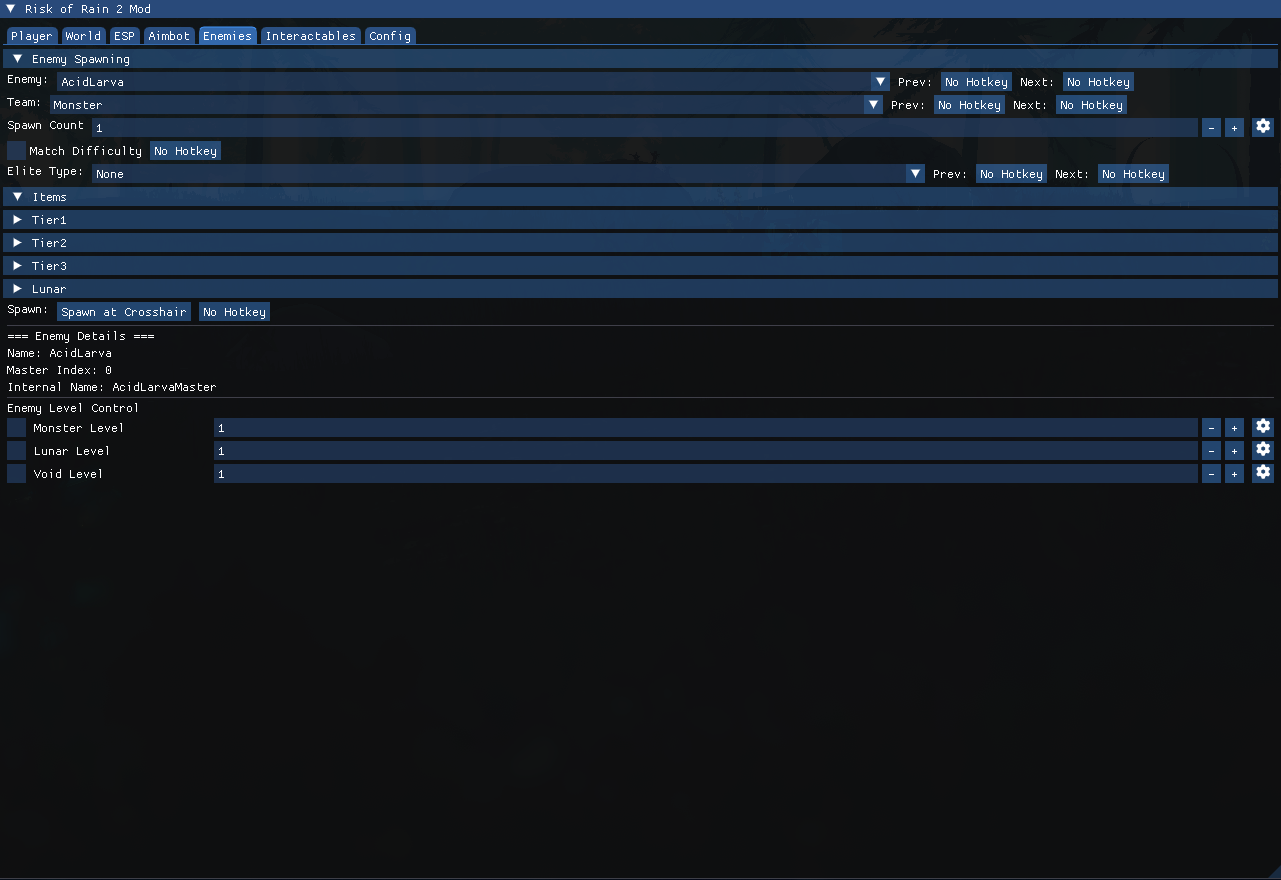 Risk of Rain 2 Mod
Player World ESP Aimbot Enemies Interactables Config
Enemy Spawning
Enemy: AcidLarva Prev: No Hotkey Next: No Hotkey
Team: Monster Prev: No Hotkey Next: No Hotkey
Spawn Count 1 - +
Match Difficulty No Hotkey
Elite Type: None Prev: No Hotkey Next: No Hotkey
Items
Tier1
Tier2
Tier3
Lunar
Spawn: Spawn at Crosshair No Hotkey
=== Enemy Details ===
Name: AcidLarva
Master Index: 0
Internal Name: AcidLarvaMaster
Enemy Level Control
Monster Level 1 - +
Lunar Level 1 - +
Void Level 1 - +